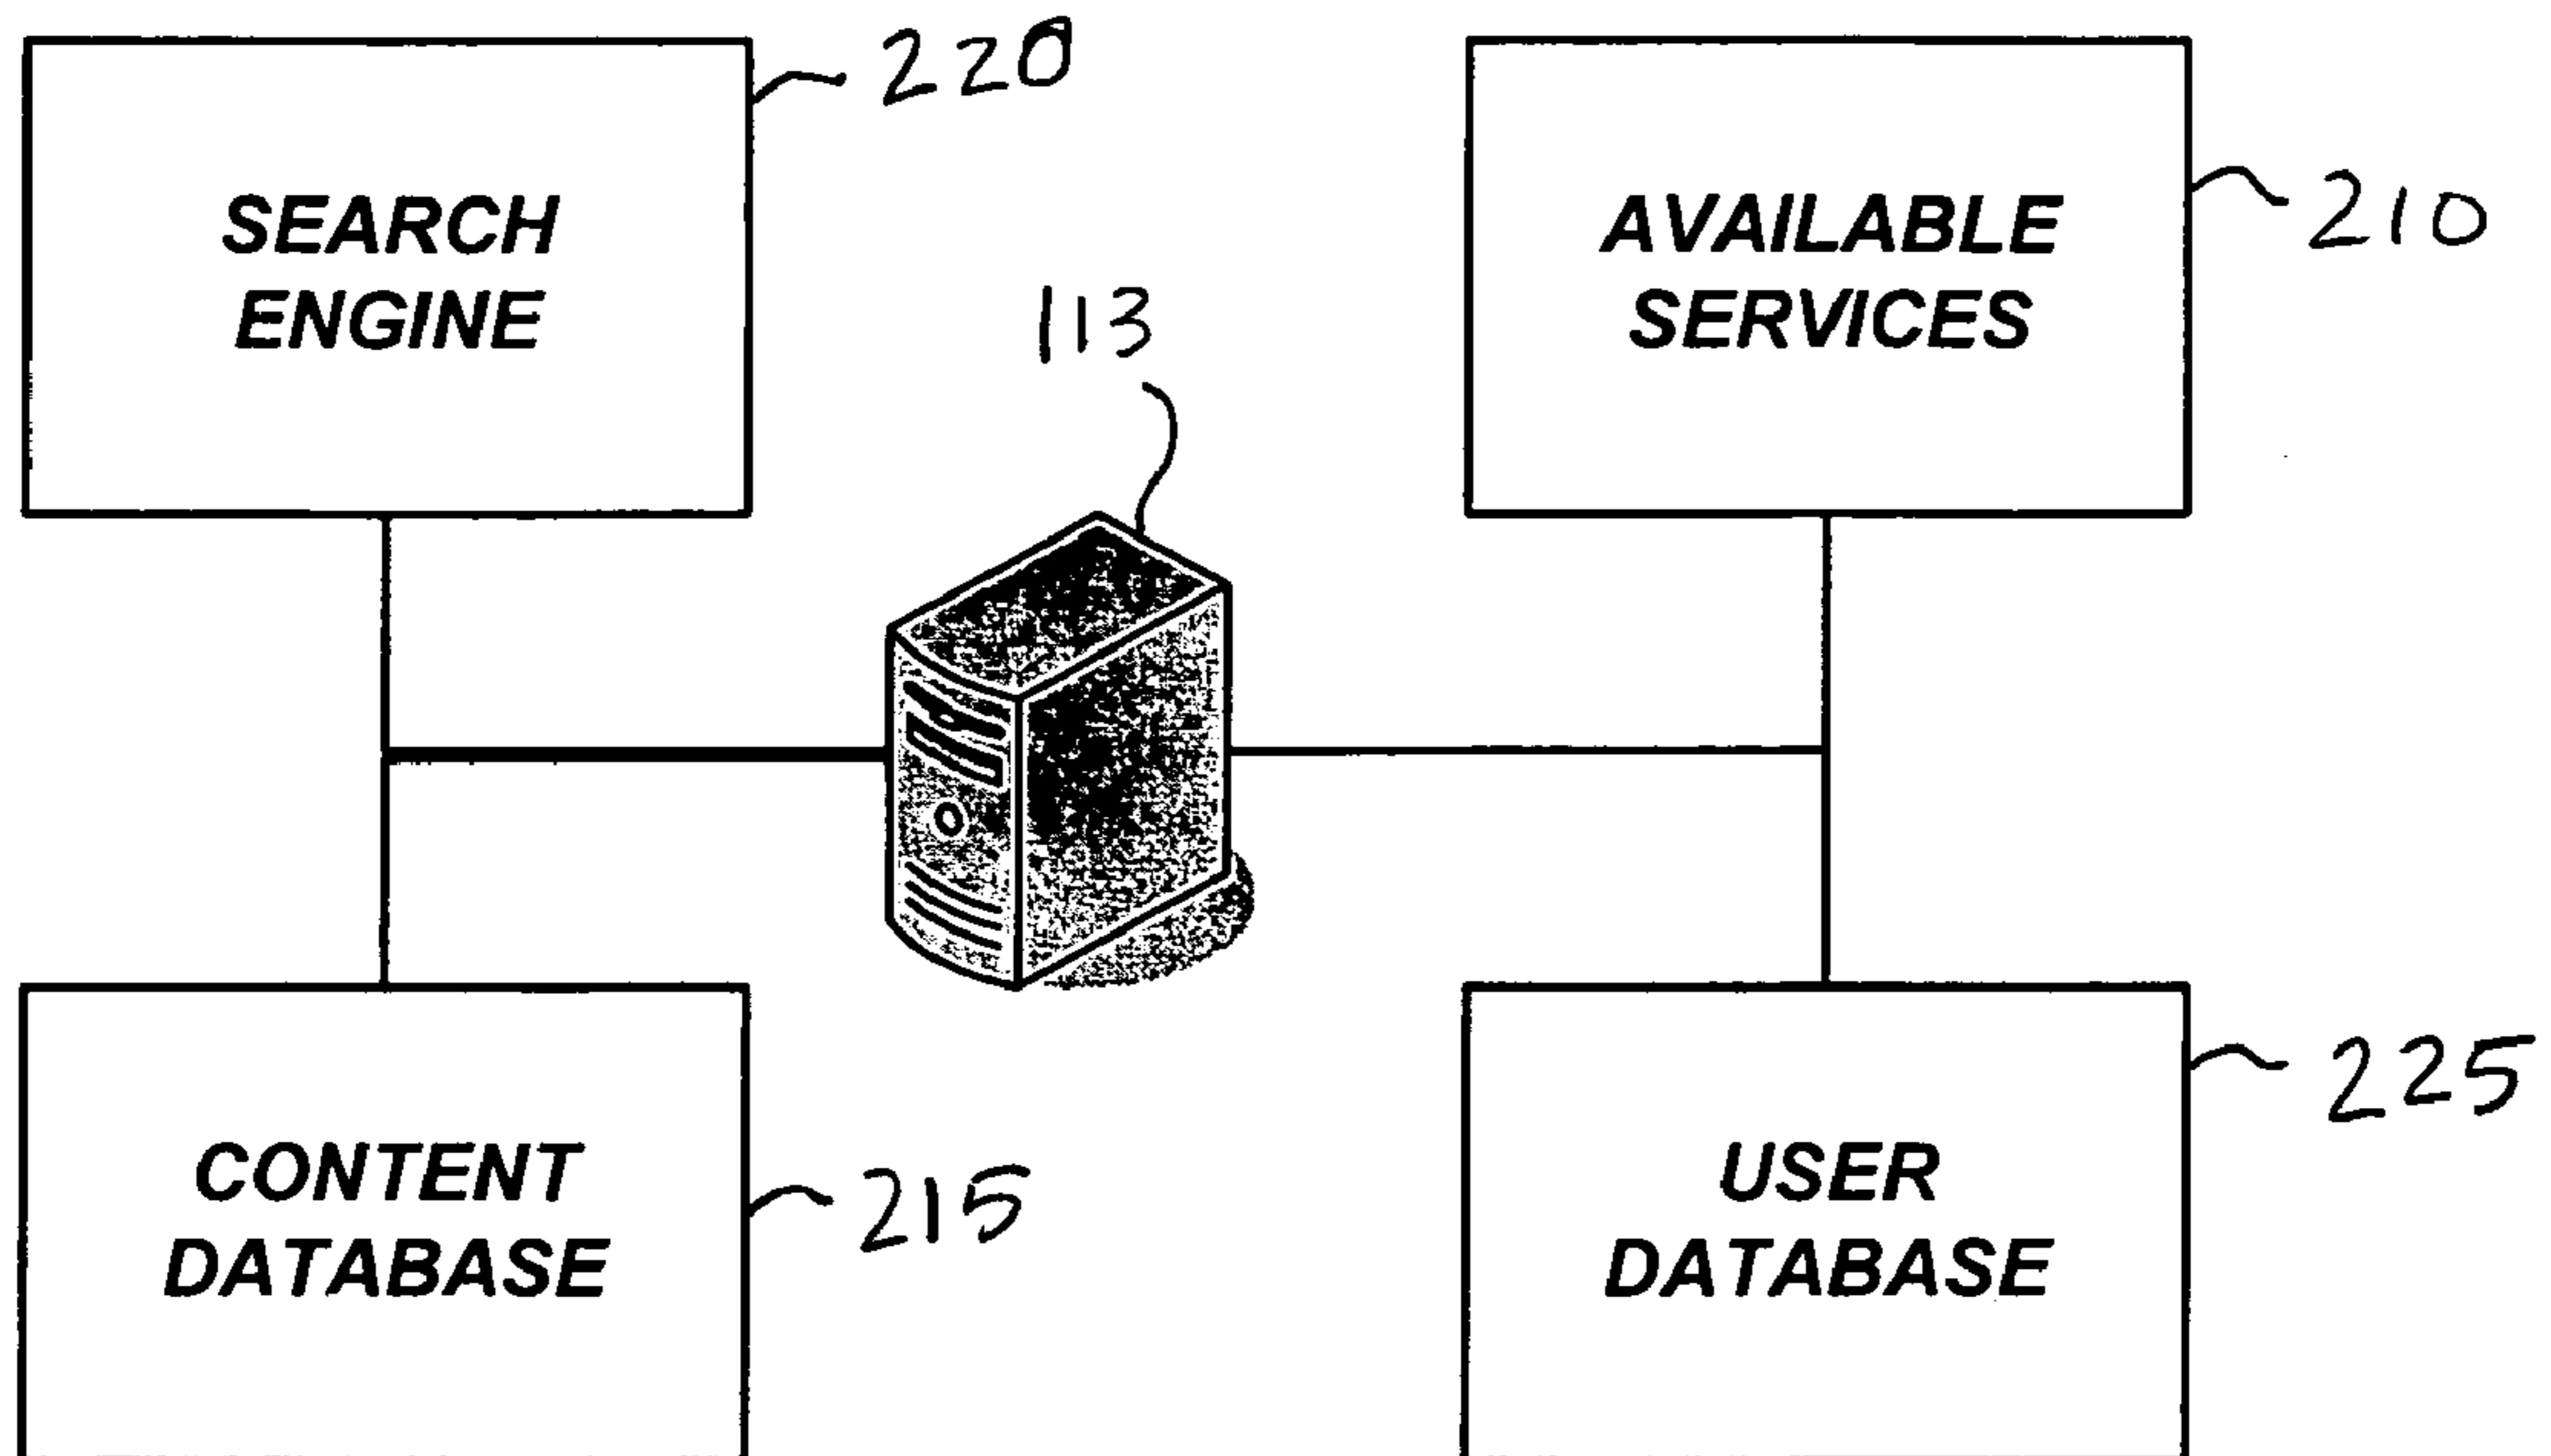 220
SEARCH
ENGINE
AVAILABLE
SERVICES
210
113
CONTENT
DATABASE
215
USER
DATABASE
225